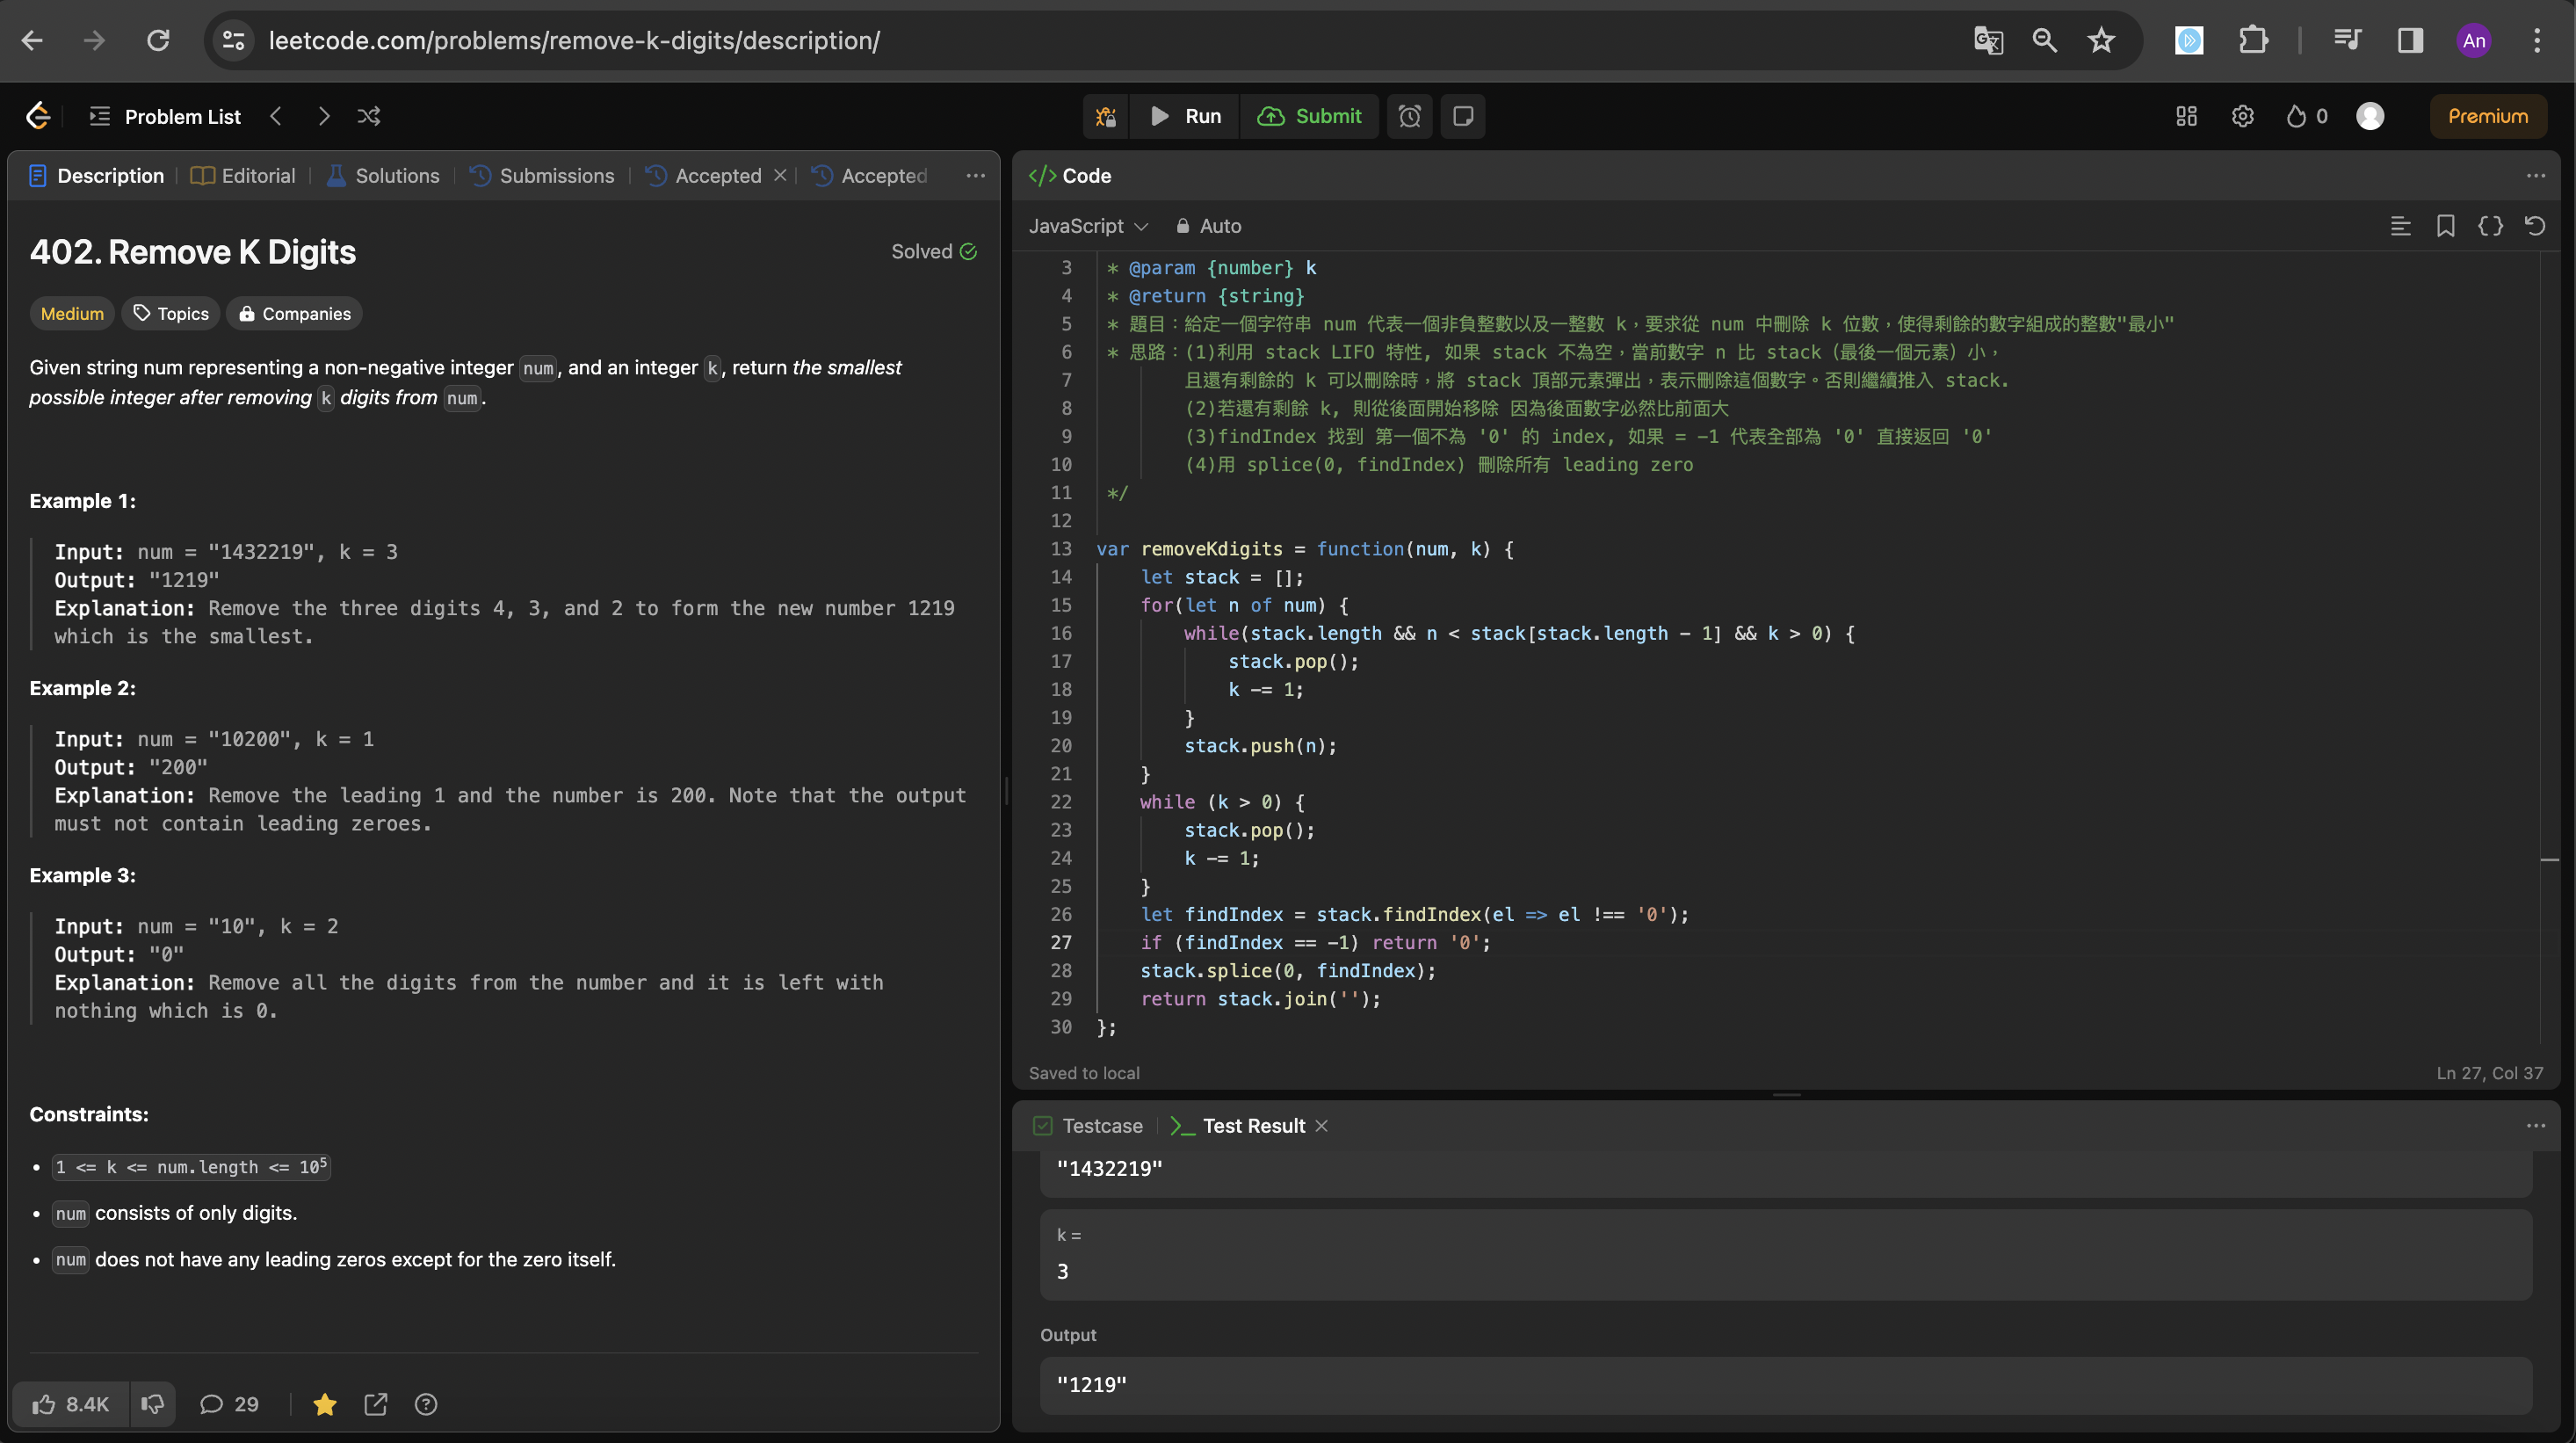 leetcode.com/problems/remove-k-digits/description/
An
Problem List
Run
Submit
0
Premium
Description
Editorial
Solutions
Submissions
Accepted
Accepted
402. Remove K Digits
Solved
Medium
Topics
Companies
Given string num representing a non-negative integer num, and an integer k, return the smallest
possible integer after removing k digits from num.
Example 1:
Input: num = "1432219", k = 3
Output: "1219"
Explanation: Remove the three digits 4, 3, and 2 to form the new number 1219
which is the smallest.
Example 2:
Input: num = "10200", k = 1
Output: "200"
Explanation: Remove the leading 1 and the number is 200. Note that the output
must not contain leading zeroes.
Example 3:
Input: num = "10", k = 2
Output: "0"
Explanation: Remove all the digits from the number and it is left with
nothing which is 0.
Constraints:
• 1 <= k <= num.length <= 10⁵
• num consists of only digits.
• num does not have any leading zeros except for the zero itself.
8.4K
29
</> Code
JavaScript
Auto
3 * @param {number} k
4 * @return {string}
5 * 題目：給定一個字符串 num 代表一個非負整數以及一整數 k，要求從 num 中刪除 k 位數，使得剩餘的數字組成的整數"最小"
6 * 思路：(1)利用 stack LIFO 特性, 如果 stack 不為空，當前數字 n 比 stack (最後一個元素) 小，
7 且還有剩餘的 k 可以刪除時，將 stack 頂部元素彈出，表示刪除這個數字。否則繼續推入 stack.
8 (2)若還有剩餘 k, 則從後面開始移除 因為後面數字必然比前面大
9 (3)findIndex 找到 第一個不為 '0' 的 index, 如果 = -1 代表全部為 '0' 直接返回 '0'
10 (4)用 splice(0, findIndex) 刪除所有 leading zero
11 */
12
13 var removeKdigits = function(num, k) {
14 let stack = [];
15 for(let n of num) {
16 while(stack.length && n < stack[stack.length - 1] && k > 0) {
17 stack.pop();
18 k -= 1;
19 }
20 stack.push(n);
21 }
22 while (k > 0) {
23 stack.pop();
24 k -= 1;
25 }
26 let findIndex = stack.findIndex(el => el !== '0');
27 if (findIndex == -1) return '0';
28 stack.splice(0, findIndex);
29 return stack.join('');
30 };
Saved to local
Ln 27, Col 37
Testcase
Test Result
"1432219"
k =
3
Output
"1219"